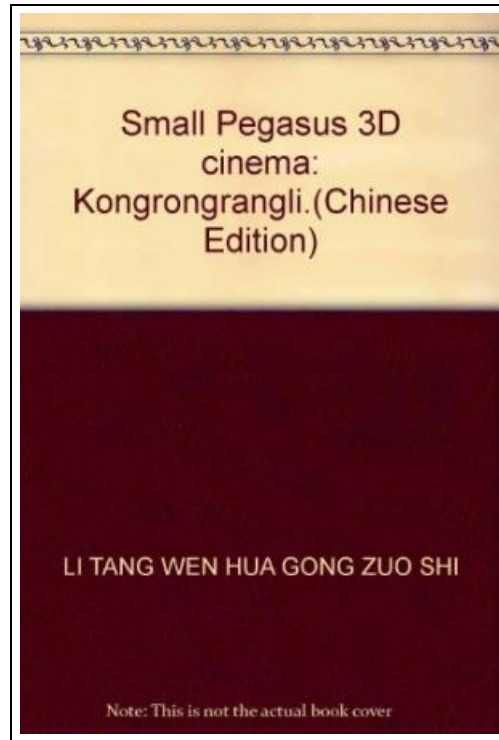 Small Pegasus 3D
cinema:
Kongrongrangli.(Chinese
Edition)
LI TANG WEN HUA GONG ZUO SHI
Note: This is not the actual book cover